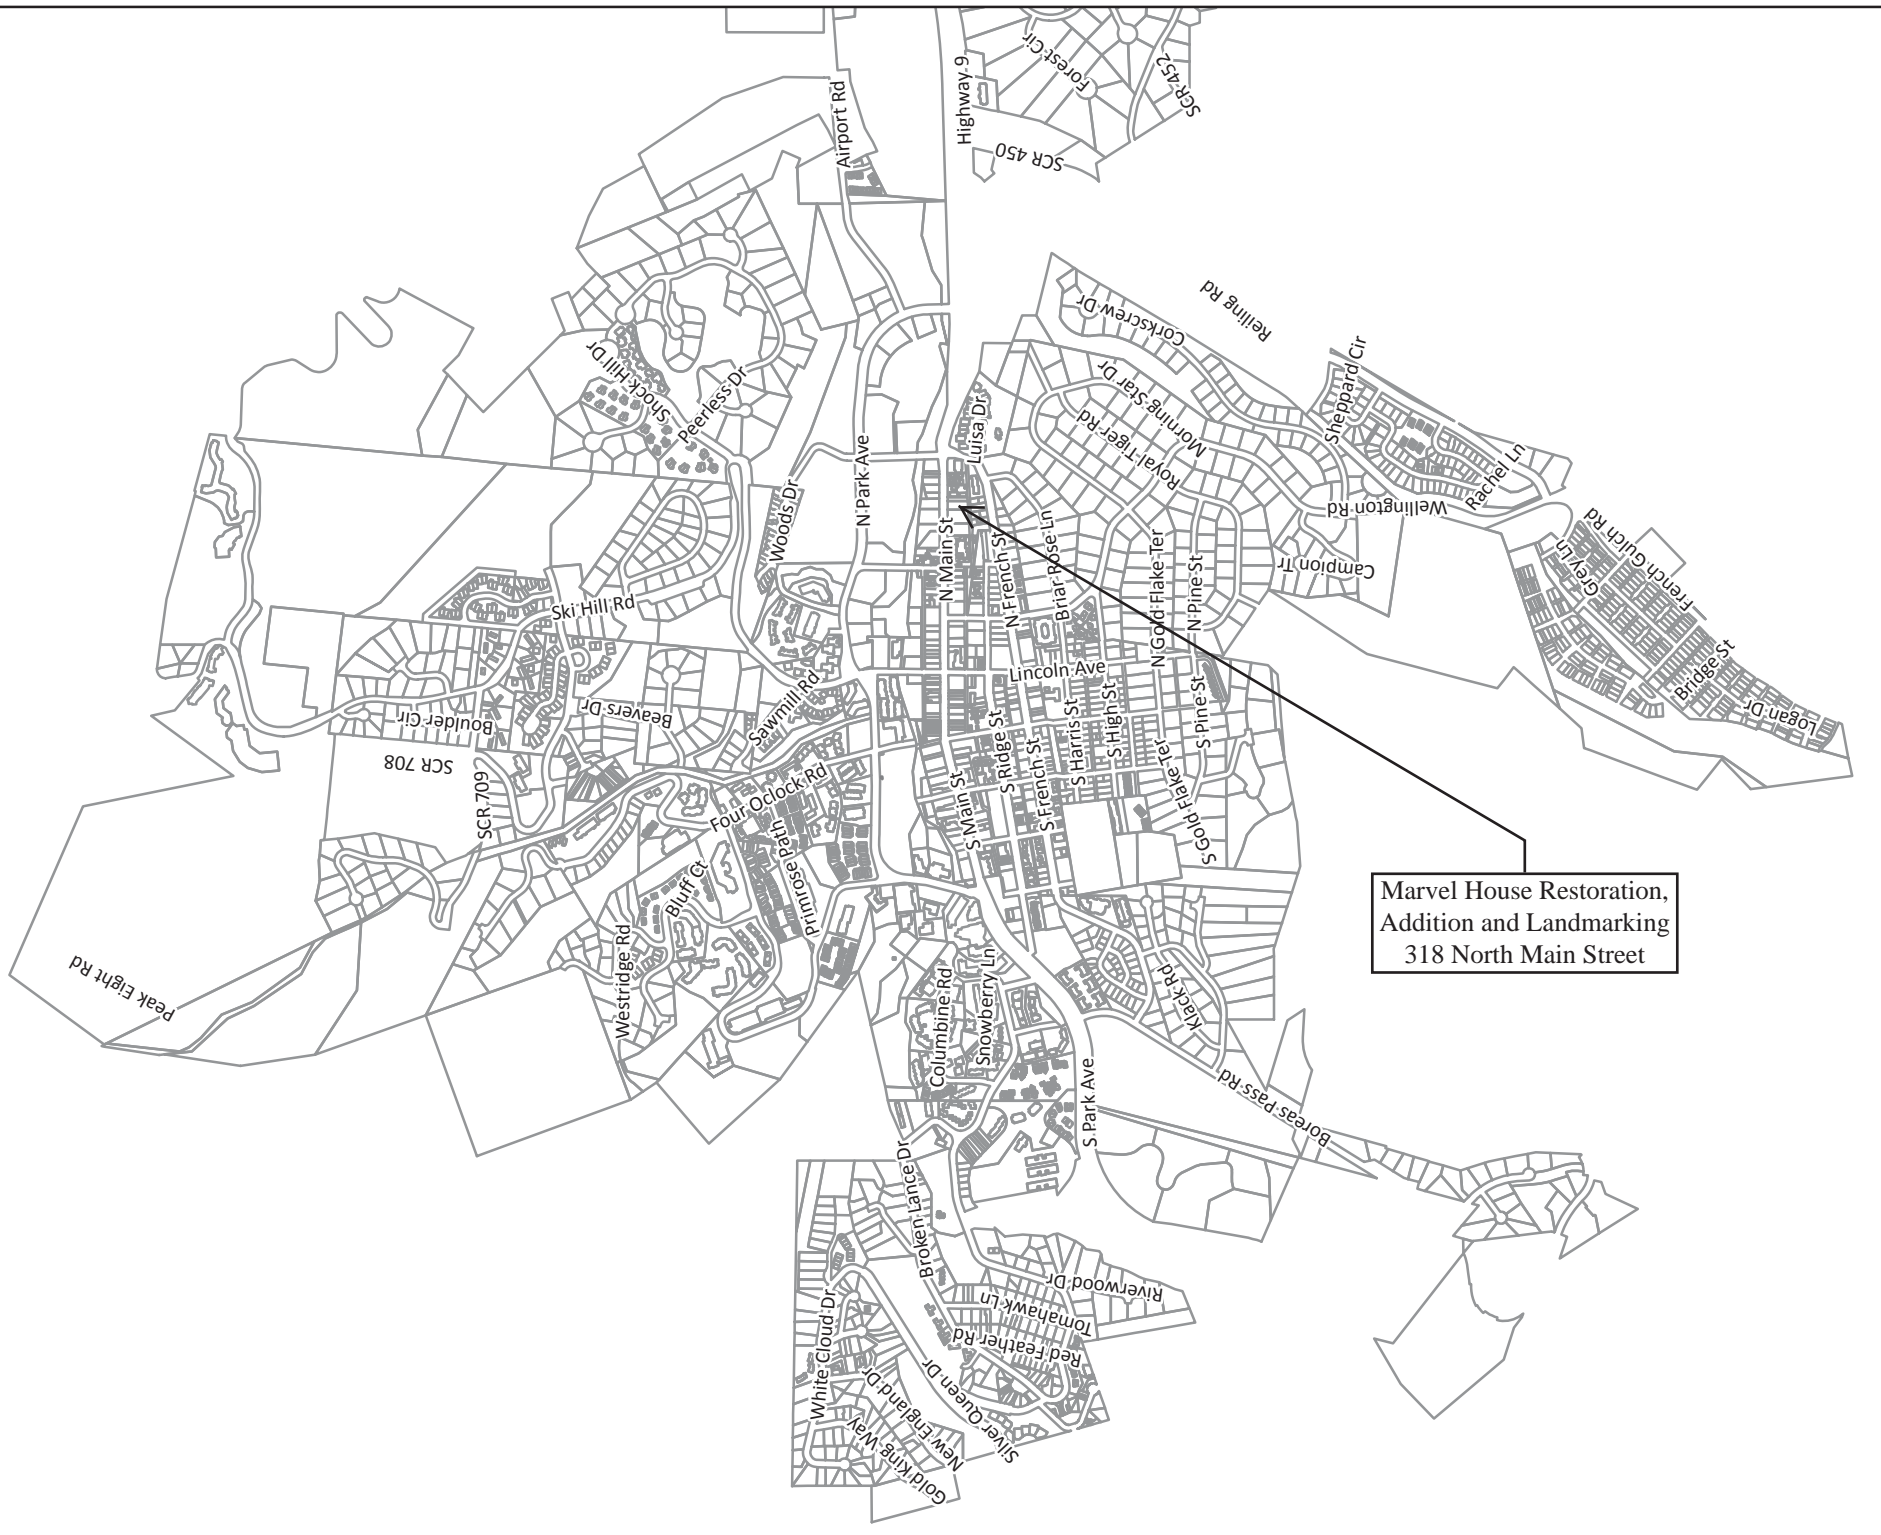 Forest Cir
SCR 452
Highway 9
SCR 450
Airport Rd
Reiling Rd
Corkscrew Dr
Shock Hill Dr
Peerless Dr
Sheppard Cir
Morning Star Dr
Royal Tiger Rd
Luisa Dr
Rachel Ln
Wellington Rd
N Park Ave
Woods Dr
N Main St
N French St
Briar Rose Ln
N Gold Flake Ter
N Pine St
Campion Tr
French Gulch Rd
Grey Ln
Ski Hill Rd
Lincoln Ave
Bridge St
Logan Dr
Boulder Cir
Beavers Dr
Sawmill Rd
SCR 708
SCR 709
S Ridge St
S Harris St
S High St
S Pine St
S French St
S Main St
S Gold Flake Ter
Four Oclock Rd
Primrose Path
Bluff Ct
Westridge Rd
Peak Eight Rd
Marvel House Restoration,
Addition and Landmarking
318 North Main Street
Columbine Rd
Snowberry Ln
Klack Rd
S Park Ave
Boreas Pass Rd
Broken Lance Dr
Riverwood Dr
Tomahawk Ln
Red Feather Rd
White Cloud Dr
Silver Queen Dr
New England Dr
Gold King Way